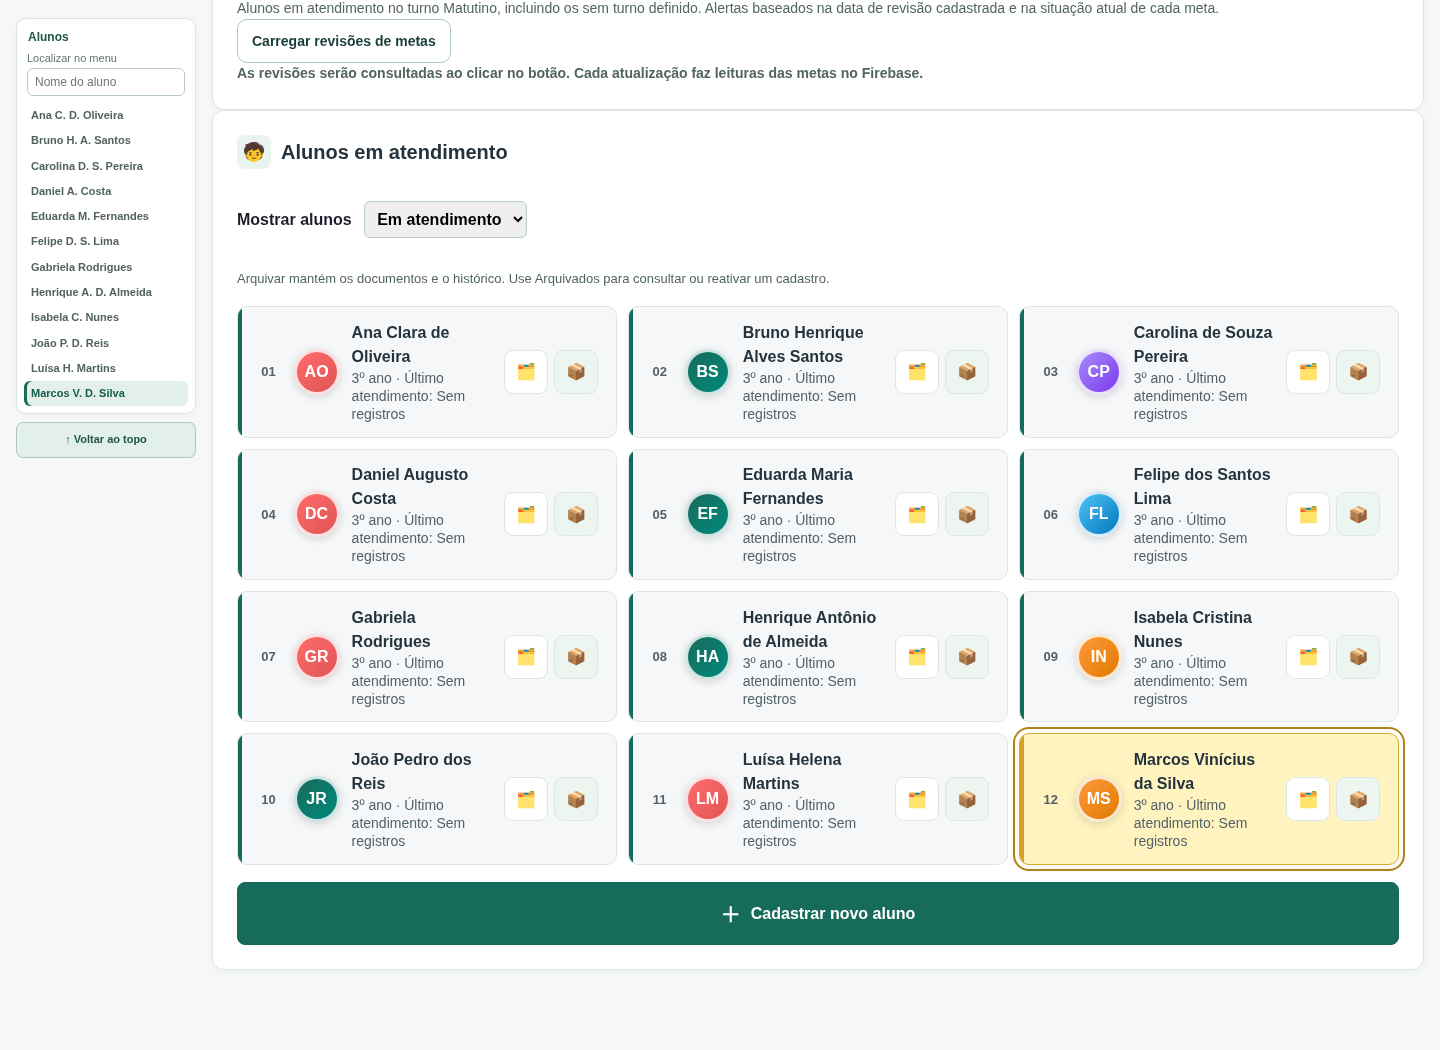 Alunos
Localizar no menu
Nome do aluno
Ana C. D. Oliveira
Bruno H. A. Santos
Carolina D. S. Pereira
Daniel A. Costa
Eduarda M. Fernandes
Felipe D. S. Lima
Gabriela Rodrigues
Henrique A. D. Almeida
Isabela C. Nunes
João P. D. Reis
Luísa H. Martins
Marcos V. D. Silva
↑ Voltar ao topo
Alunos em atendimento no turno Matutino, incluindo os sem turno definido. Alertas baseados na data de revisão cadastrada e na situação atual de cada meta.
Carregar revisões de metas
As revisões serão consultadas ao clicar no botão. Cada atualização faz leituras das metas no Firebase.
Alunos em atendimento
Mostrar alunos
Em atendimento
Arquivar mantém os documentos e o histórico. Use Arquivados para consultar ou reativar um cadastro.
01
AO
Ana Clara de
Oliveira
3º ano · Último
atendimento: Sem
registros
02
BS
Bruno Henrique
Alves Santos
3º ano · Último
atendimento: Sem
registros
03
CP
Carolina de Souza
Pereira
3º ano · Último
atendimento: Sem
registros
04
DC
Daniel Augusto
Costa
3º ano · Último
atendimento: Sem
registros
05
EF
Eduarda Maria
Fernandes
3º ano · Último
atendimento: Sem
registros
06
FL
Felipe dos Santos
Lima
3º ano · Último
atendimento: Sem
registros
07
GR
Gabriela
Rodrigues
3º ano · Último
atendimento: Sem
registros
08
HA
Henrique Antônio
de Almeida
3º ano · Último
atendimento: Sem
registros
09
IN
Isabela Cristina
Nunes
3º ano · Último
atendimento: Sem
registros
10
JR
João Pedro dos
Reis
3º ano · Último
atendimento: Sem
registros
11
LM
Luísa Helena
Martins
3º ano · Último
atendimento: Sem
registros
12
MS
Marcos Vinícius
da Silva
3º ano · Último
atendimento: Sem
registros
+ Cadastrar novo aluno